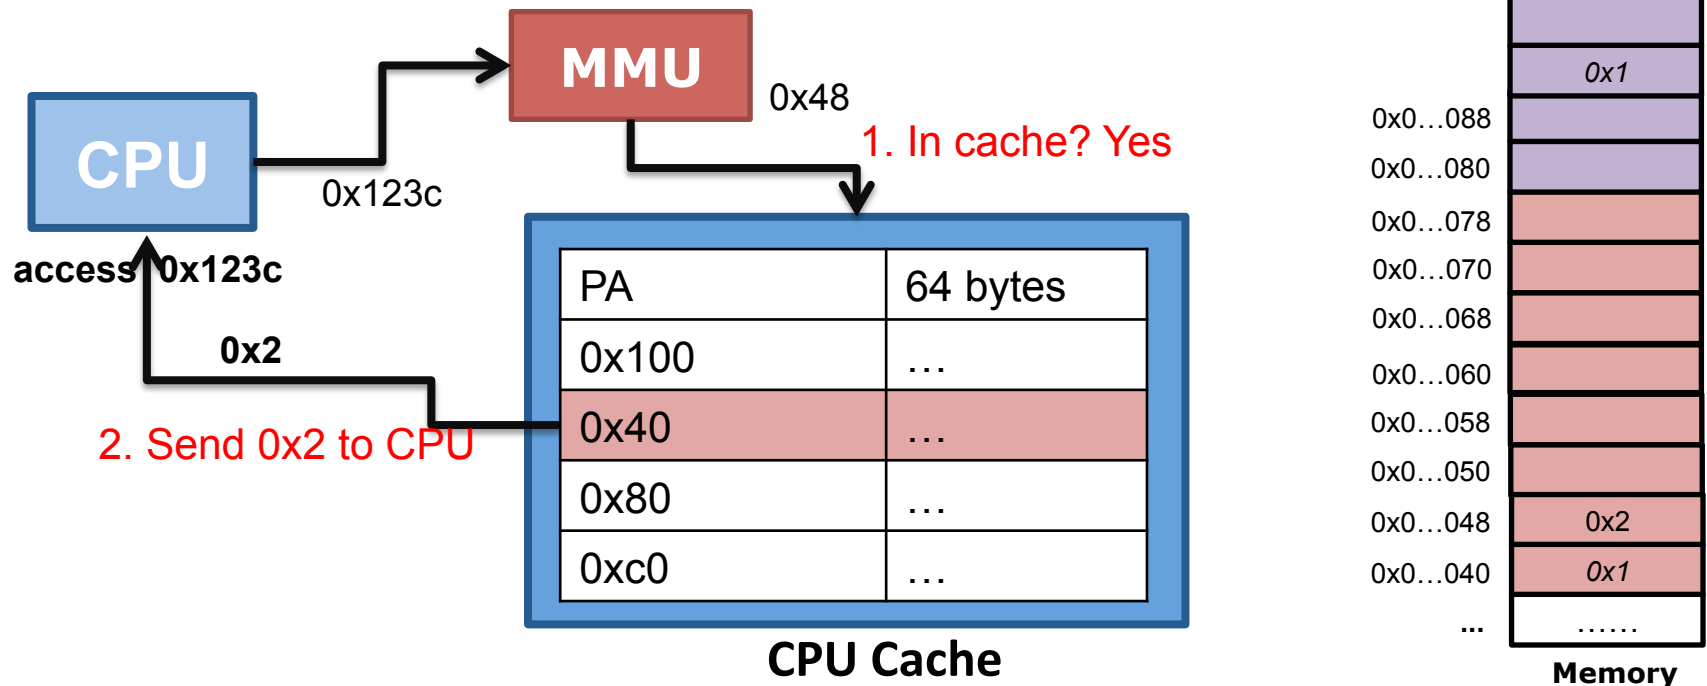 MMU
0x48
1. In cache? Yes
CPU
0x123c
access 0x123c
0x2
2. Send 0x2 to CPU
PA 64 bytes
0x100 …
0x40 …
0x80 …
0xc0 …
CPU Cache
0x1
0x0…088
0x0…080
0x0…078
0x0…070
0x0…068
0x0…060
0x0…058
0x0…050
0x0…048 0x2
0x0…040 0x1
... ……
Memory